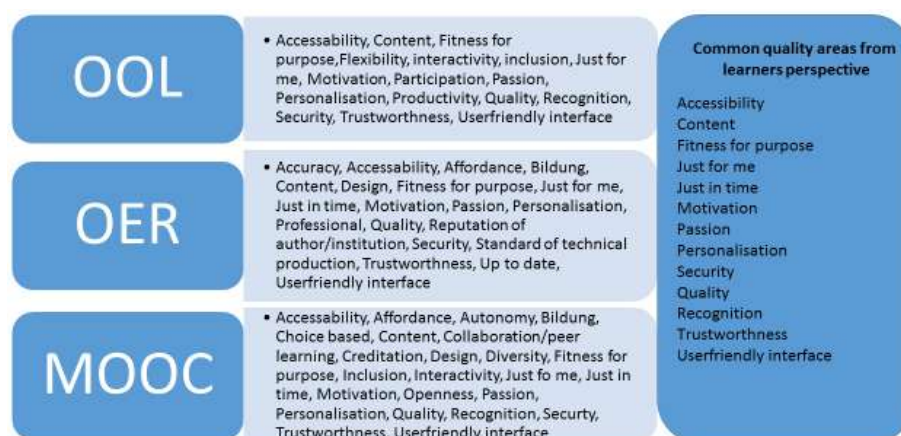 OOL
• Accessability, Content, Fitness for
purpose,Flexibility, interactivity, inclusion, Just for
me, Motivation, Participation, Passion,
Personalisation, Productivity, Quality, Recognition,
Security, Trustworthness, Userfriendly interface
OER
• Accuracy, Accessability, Affordance, Bildung,
Content, Design, Fitness for purpose, Just for me,
Just in time, Motivation, Passion, Personalisation,
Professional, Quality, Reputation of
author/institution, Security, Standard of technical
production, Trustworthness, Up to date,
Userfriendly interface
MOOC
• Accessability, Affordance, Autonomy, Bildung,
Choice based, Content, Collaboration/peer
learning, Creditation, Design, Diversity, Fitness for
purpose, Inclusion, Interactivity, Just fo me, Just in
time, Motivation, Openness, Passion,
Personalisation, Quality, Recognition, Securty,
Trustworthness, Userfriendly interface
Common quality areas from
learners perspective
Accessibility
Content
Fitness for purpose
Just for me
Just in time
Motivation
Passion
Personalisation
Security
Quality
Recognition
Trustworthness
Userfriendly interface